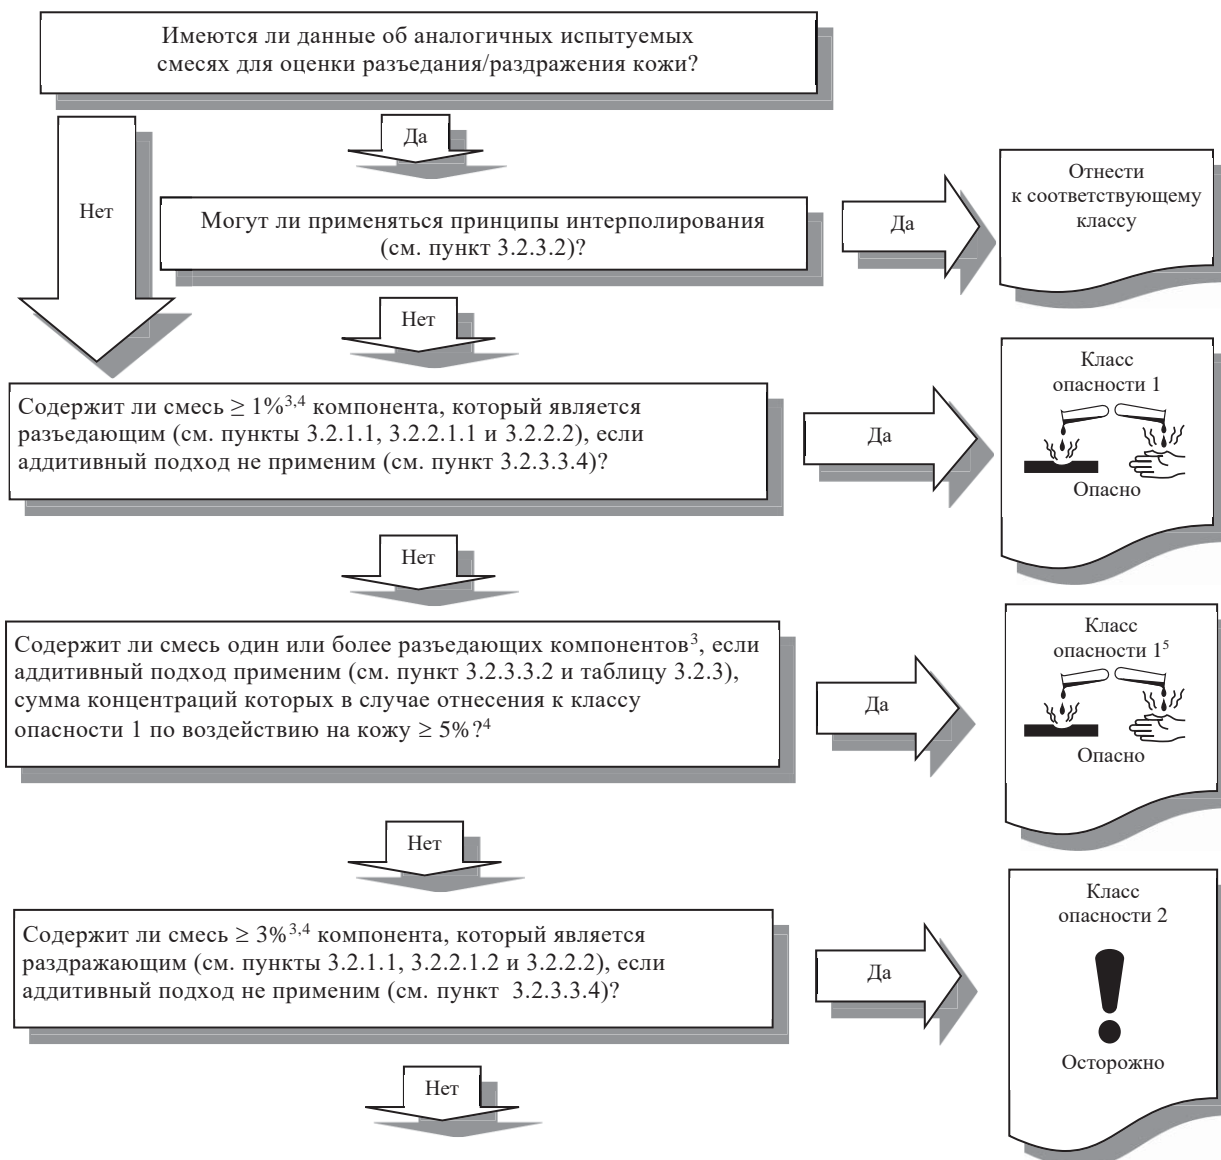 Имеются ли данные об аналогичных испытуемых
смесях для оценки разъедания/раздражения кожи?
Да
Нет
Могут ли применяться принципы интерполирования
(см. пункт 3.2.3.2)?
Да
Отнести
к соответствующему
классу
Нет
Содержит ли смесь ≥ 1%³,⁴ компонента, который является
разъедающим (см. пункты 3.2.1.1, 3.2.2.1.1 и 3.2.2.2), если
аддитивный подход не применим (см. пункт 3.2.3.3.4)?
Да
Класс
опасности 1
Опасно
Нет
Содержит ли смесь один или более разъедающих компонентов³, если
аддитивный подход применим (см. пункт 3.2.3.3.2 и таблицу 3.2.3),
сумма концентраций которых в случае отнесения к классу
опасности 1 по воздействию на кожу ≥ 5%?⁴
Да
Класс
опасности 1⁵
Опасно
Нет
Содержит ли смесь ≥ 3%³,⁴ компонента, который является
раздражающим (см. пункты 3.2.1.1, 3.2.2.1.2 и 3.2.2.2), если
аддитивный подход не применим (см. пункт 3.2.3.3.4)?
Да
Класс
опасности 2
Осторожно
Нет